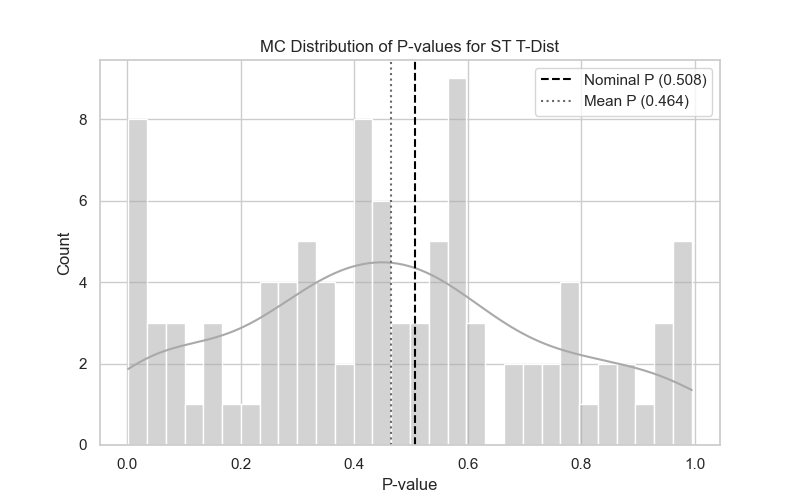 MC Distribution of P-values for ST T-Dist
Nominal P (0.508)
Mean P (0.464)
Count
8
6
4
2
0
0.0 0.2 0.4 0.6 0.8 1.0
P-value